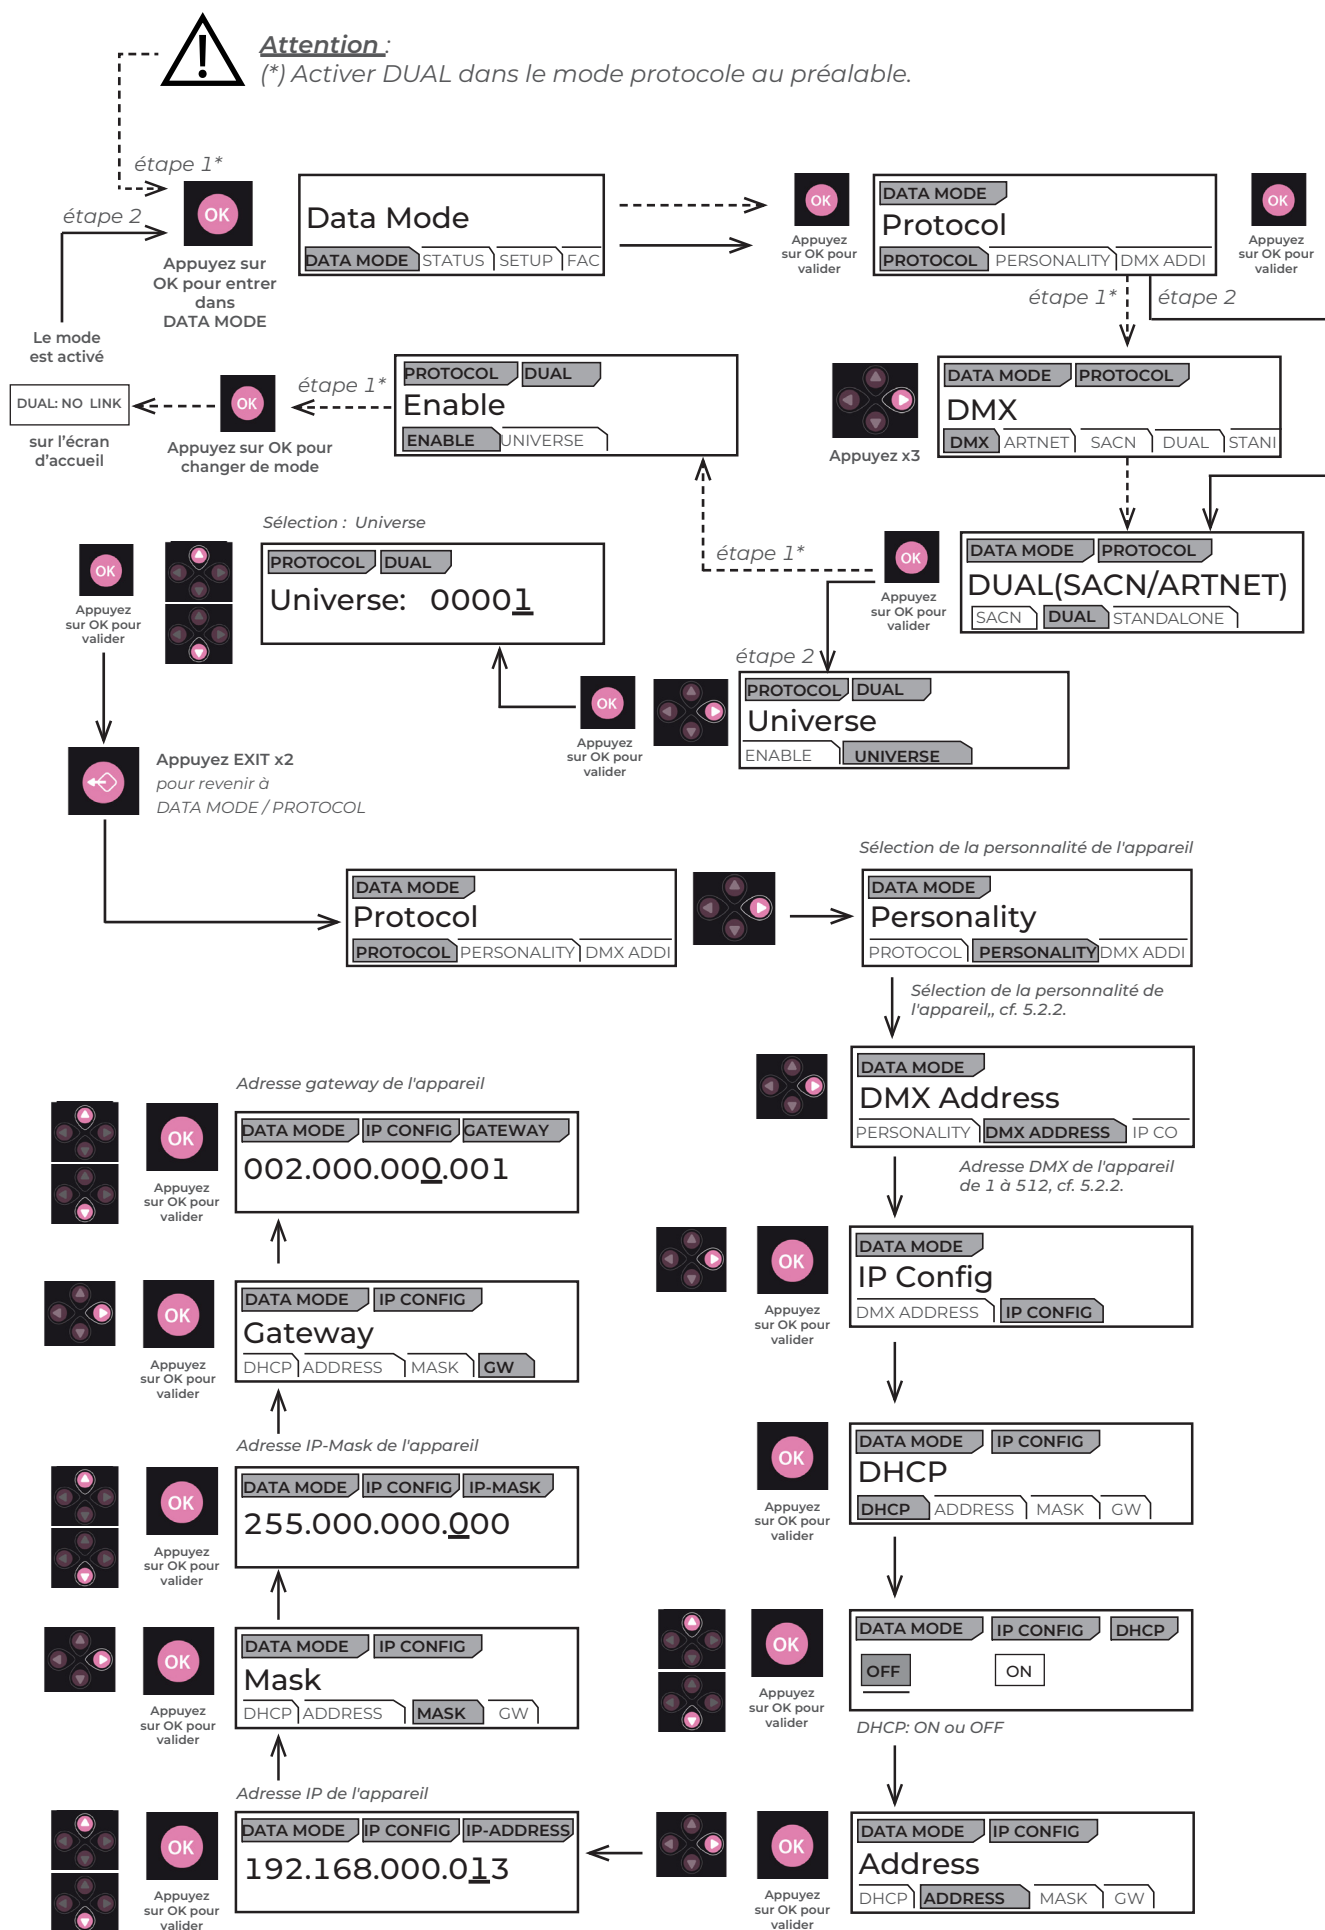 Attention :
(*) Activer DUAL dans le mode protocole au préalable.
étape 1*
étape 2
OK
Appuyez sur
OK pour entrer
dans
DATA MODE
Data Mode
DATA MODE STATUS SETUP FAC
OK
Appuyez
sur OK pour
valider
DATA MODE
Protocol
PROTOCOL PERSONALITY DMX ADDI
OK
Appuyez
sur OK pour
valider
étape 1*
étape 2
Le mode
est activé
DUAL: NO LINK
sur l'écran
d'accueil
OK
Appuyez sur OK pour
changer de mode
étape 1*
PROTOCOL DUAL
Enable
ENABLE UNIVERSE
Appuyez x3
DATA MODE PROTOCOL
DMX
DMX ARTNET SACN DUAL STANI
DATA MODE PROTOCOL
DUAL(SACN/ARTNET)
SACN DUAL STANDALONE
OK
Appuyez
sur OK pour
valider
étape 1*
étape 2
PROTOCOL DUAL
Universe
ENABLE UNIVERSE
OK
Appuyez
sur OK pour
valider
Sélection : Universe
PROTOCOL DUAL
Universe: 00001
OK
Appuyez
sur OK pour
valider
Appuyez EXIT x2
pour revenir à
DATA MODE / PROTOCOL
DATA MODE
Protocol
PROTOCOL PERSONALITY DMX ADDI
Sélection de la personnalité de l'appareil
DATA MODE
Personality
PROTOCOL PERSONALITY DMX ADDI
Sélection de la personnalité de
l'appareil,, cf. 5.2.2.
DATA MODE
DMX Address
PERSONALITY DMX ADDRESS IP CO
Adresse DMX de l'appareil
de 1 à 512, cf. 5.2.2.
OK
Appuyez
sur OK pour
valider
DATA MODE
IP Config
DMX ADDRESS IP CONFIG
OK
Appuyez
sur OK pour
valider
DATA MODE IP CONFIG
DHCP
DHCP ADDRESS MASK GW
OK
Appuyez
sur OK pour
valider
DATA MODE IP CONFIG DHCP
OFF ON
DHCP: ON ou OFF
OK
Appuyez
sur OK pour
valider
DATA MODE IP CONFIG
Address
DHCP ADDRESS MASK GW
Adresse IP de l'appareil
OK
Appuyez
sur OK pour
valider
DATA MODE IP CONFIG IP-ADDRESS
192.168.000.013
OK
Appuyez
sur OK pour
valider
DATA MODE IP CONFIG
Mask
DHCP ADDRESS MASK GW
Adresse IP-Mask de l'appareil
OK
Appuyez
sur OK pour
valider
DATA MODE IP CONFIG IP-MASK
255.000.000.000
OK
Appuyez
sur OK pour
valider
DATA MODE IP CONFIG
Gateway
DHCP ADDRESS MASK GW
Adresse gateway de l'appareil
OK
Appuyez
sur OK pour
valider
DATA MODE IP CONFIG GATEWAY
002.000.000.001